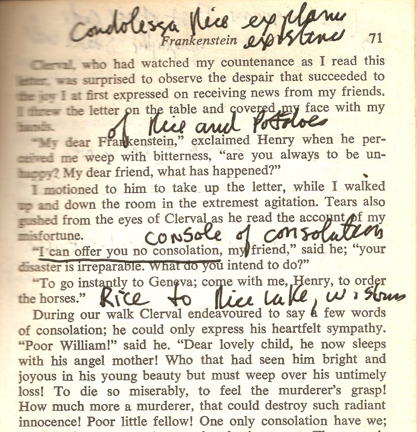 Condolessa Rice explains
Frankenstein existence 71
Clerval, who had watched my countenance as I read this
letter, was surprised to observe the despair that succeeded to
the joy I at first expressed on receiving news from my friends.
I threw the letter on the table and covered my face with my
hands.
of Rice and Potatoes
"My dear Frankenstein," exclaimed Henry when he per-
ceived me weep with bitterness, "are you always to be un-
happy? My dear friend, what has happened?"
I motioned to him to take up the letter, while I walked
up and down the room in the extremest agitation. Tears also
gushed from the eyes of Clerval as he read the account of my
misfortune.
console of consolation
"I can offer you no consolation, my friend," said he; "your
disaster is irreparable. What do you intend to do?"
"To go instantly to Geneva; come with me, Henry, to order
the horses."
Rice to Rice Lake, Wis
During our walk Clerval endeavoured to say a few words
of consolation; he could only express his heartfelt sympathy.
"Poor William!" said he. "Dear lovely child, he now sleeps
with his angel mother! Who that had seen him bright and
joyous in his young beauty but must weep over his untimely
loss! To die so miserably, to feel the murderer's grasp!
How much more a murderer, that could destroy such radiant
innocence! Poor little fellow! One only consolation have we;